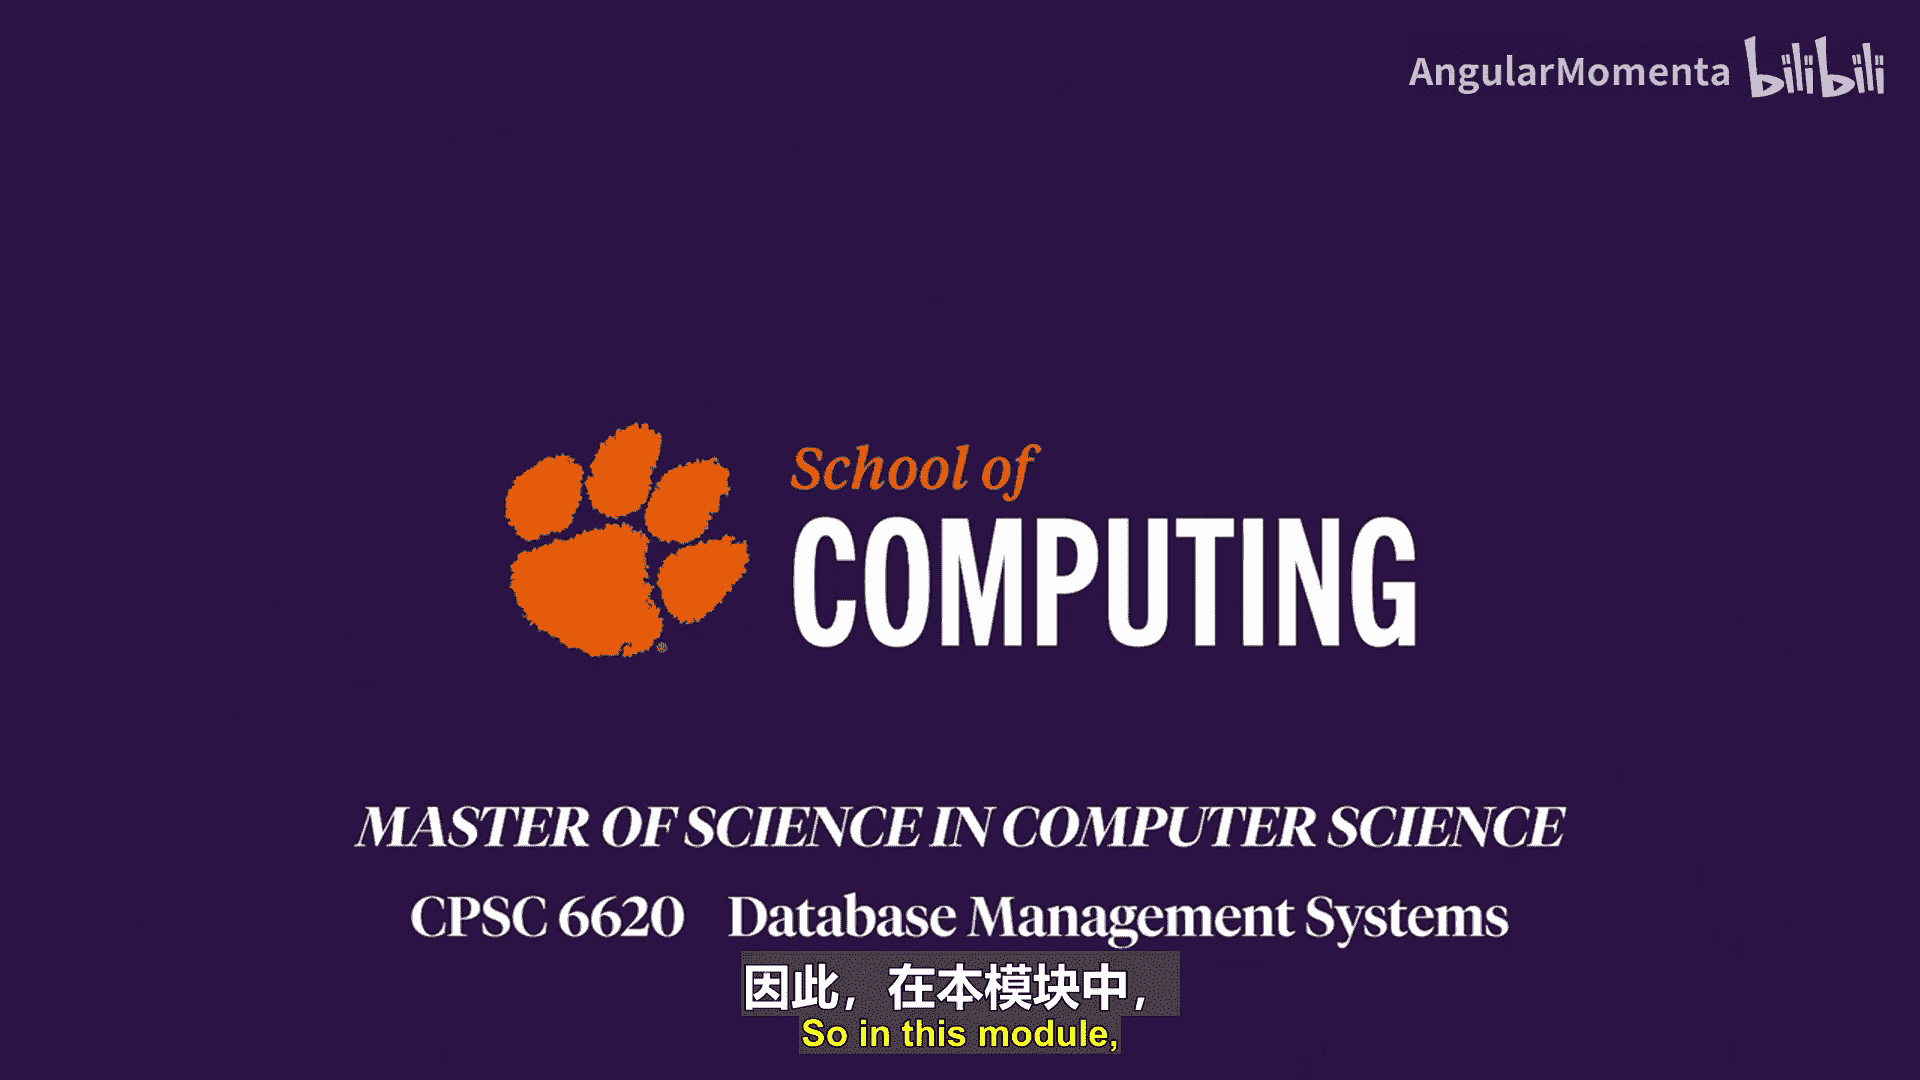 AngularMomenta bilibili
School of
COMPUTING
MASTER OF SCIENCE IN COMPUTER SCIENCE
CPSC 6620 Database Management Systems
因此，在本模块中，
So in this module,